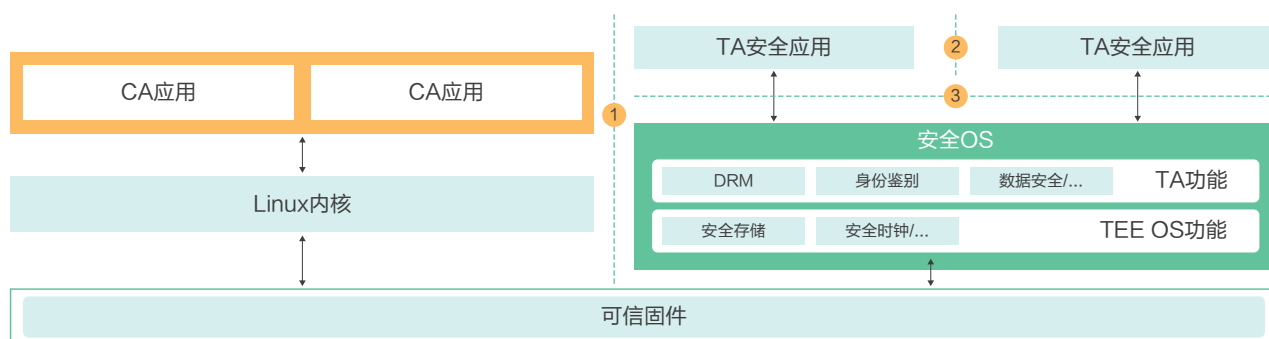 CA应用
CA应用
Linux内核
1
TA安全应用
2
TA安全应用
3
安全OS
DRM
身份鉴别
数据安全/...
TA功能
安全存储
安全时钟/...
TEE OS功能
可信固件